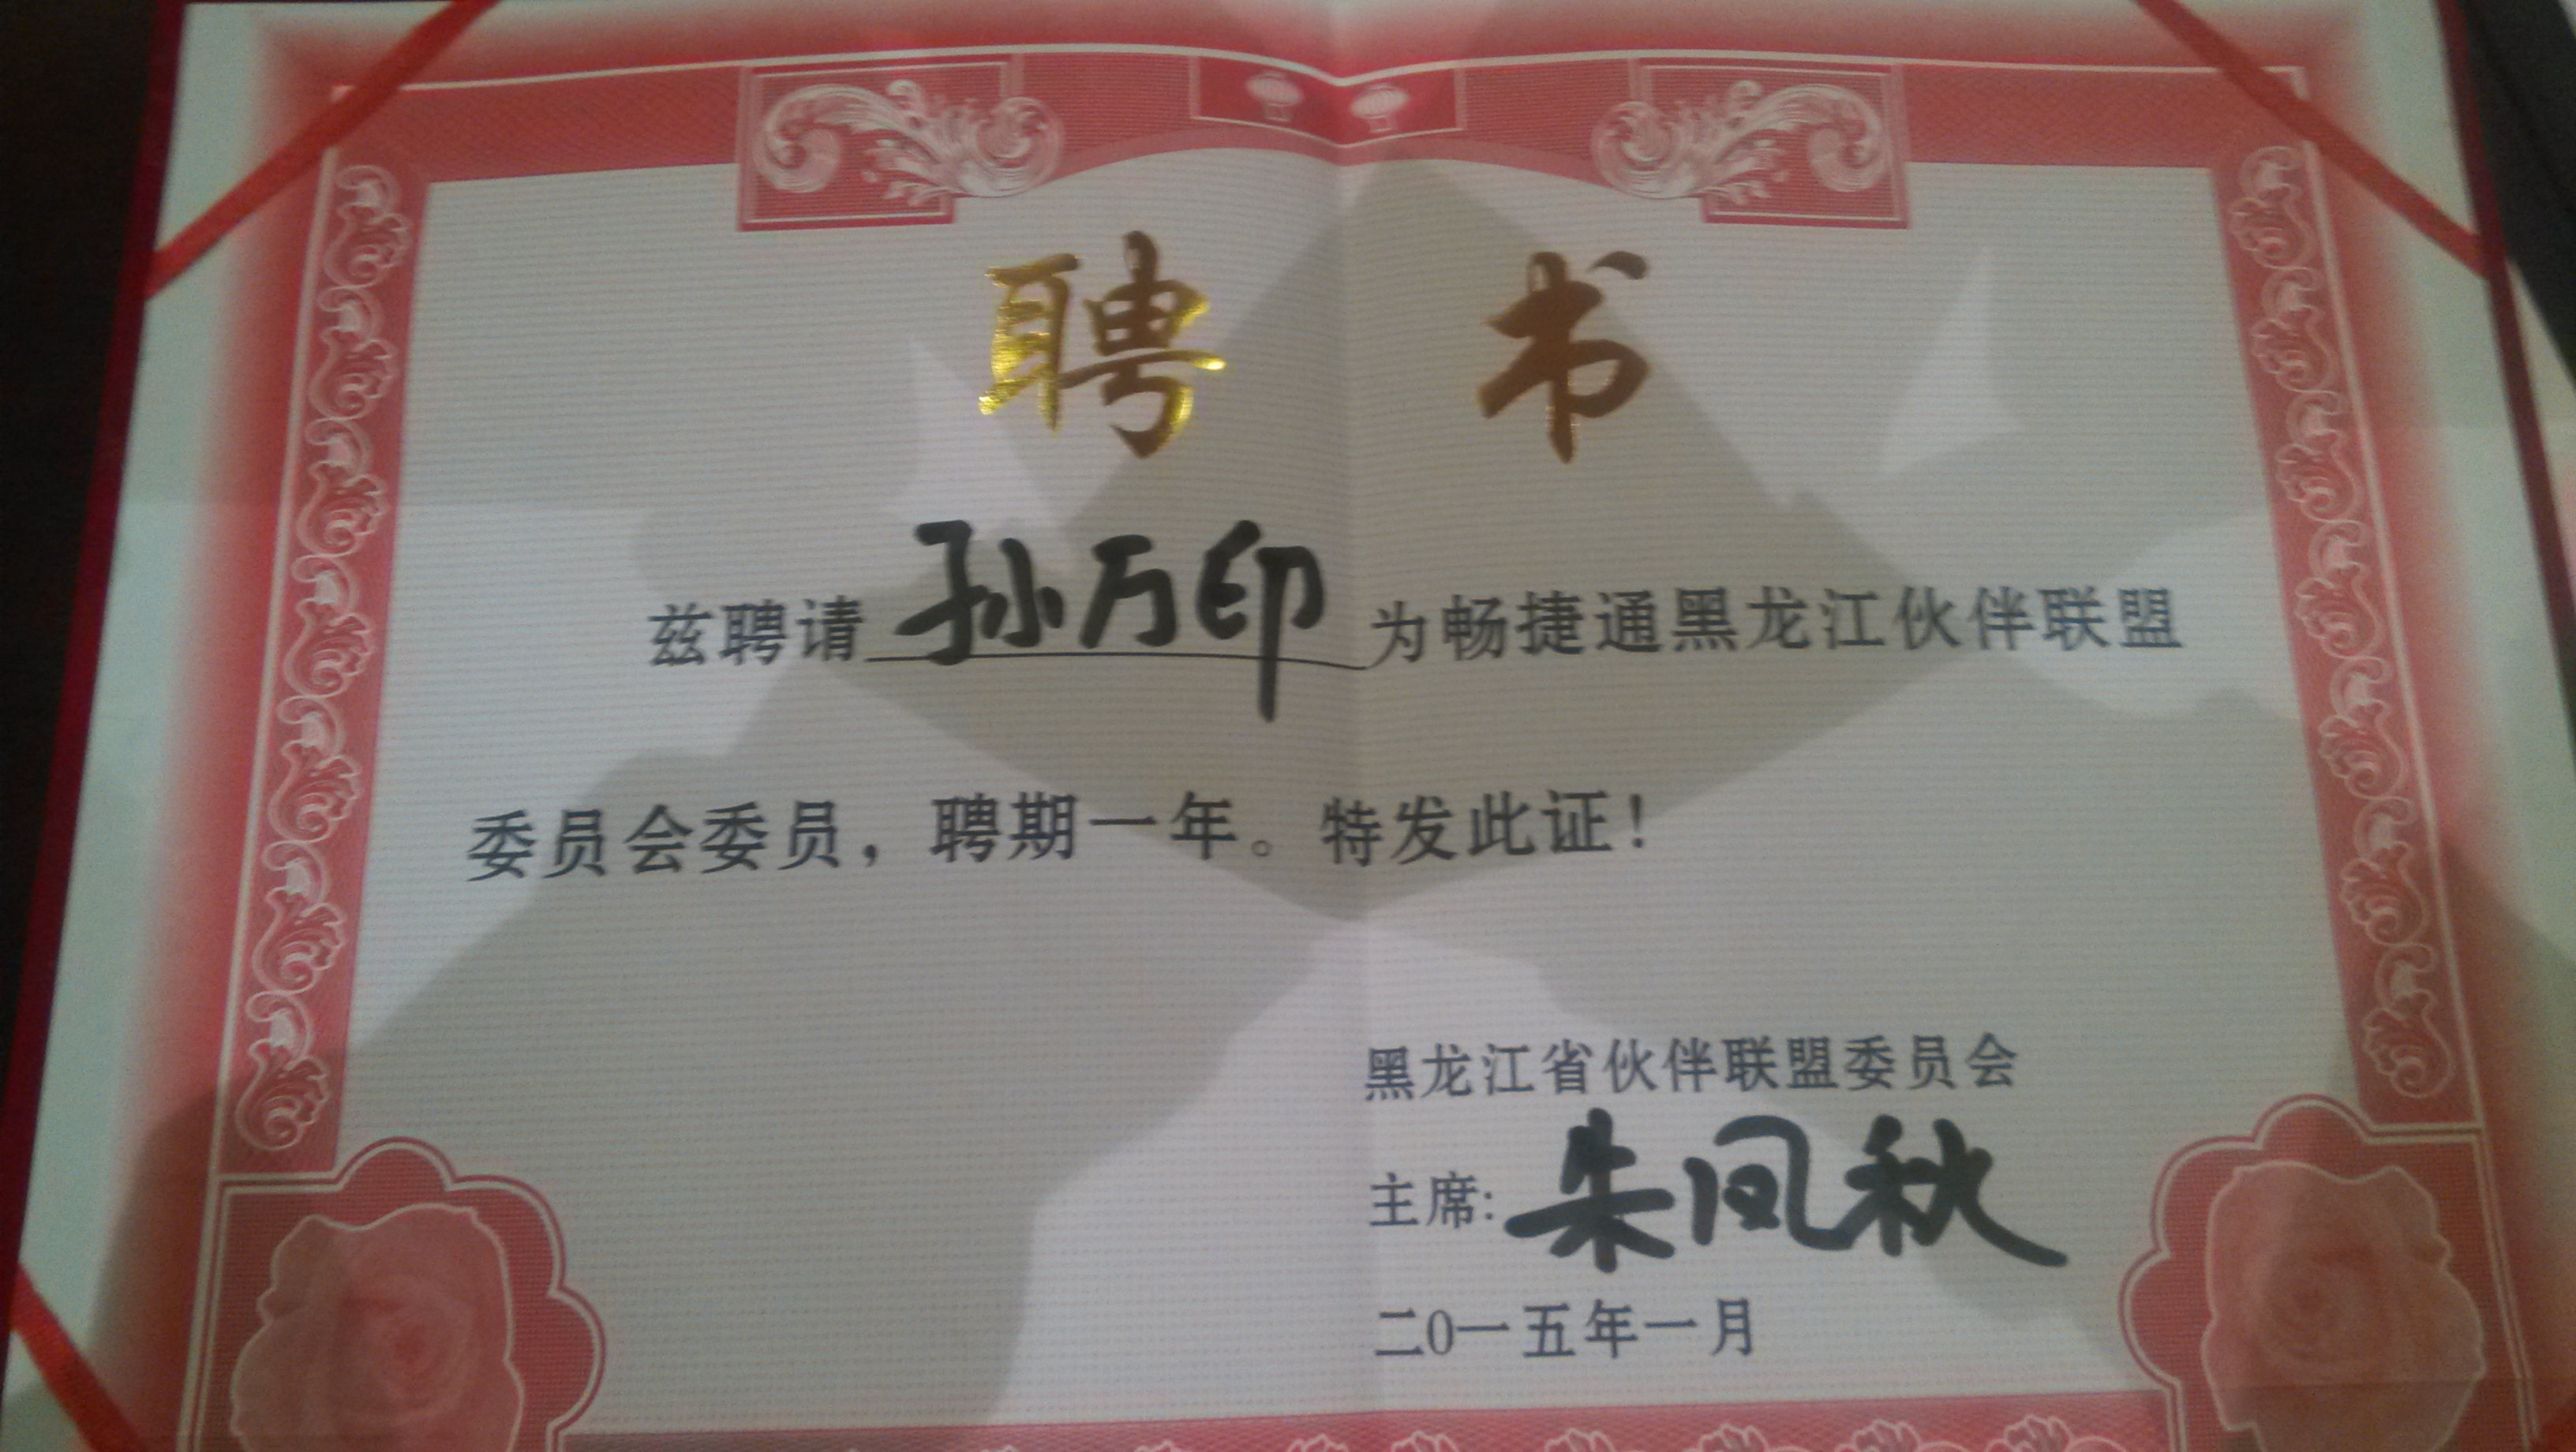 聘 书
兹聘请 孙万印 为畅捷通黑龙江伙伴联盟
委员会委员，聘期一年。特发此证！
黑龙江省伙伴联盟委员会
主席: 朱凤秋
二0一五年一月